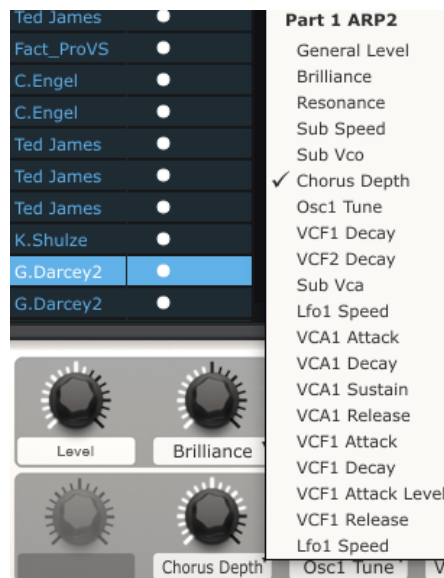 Ted James
Fact_ProVS
C.Engel
C.Engel
Ted James
Ted James
Ted James
K.Shulze
G.Darcey2
G.Darcey2
Part 1 ARP2
General Level
Brilliance
Resonance
Sub Speed
Sub Vco
✓ Chorus Depth
Osc1 Tune
VCF1 Decay
VCF2 Decay
Sub Vca
Lfo1 Speed
VCA1 Attack
VCA1 Decay
VCA1 Sustain
VCA1 Release
VCF1 Attack
VCF1 Decay
VCF1 Attack Level
VCF1 Release
Lfo1 Speed
Level
Brilliance
Chorus Depth
Osc1 Tune
V